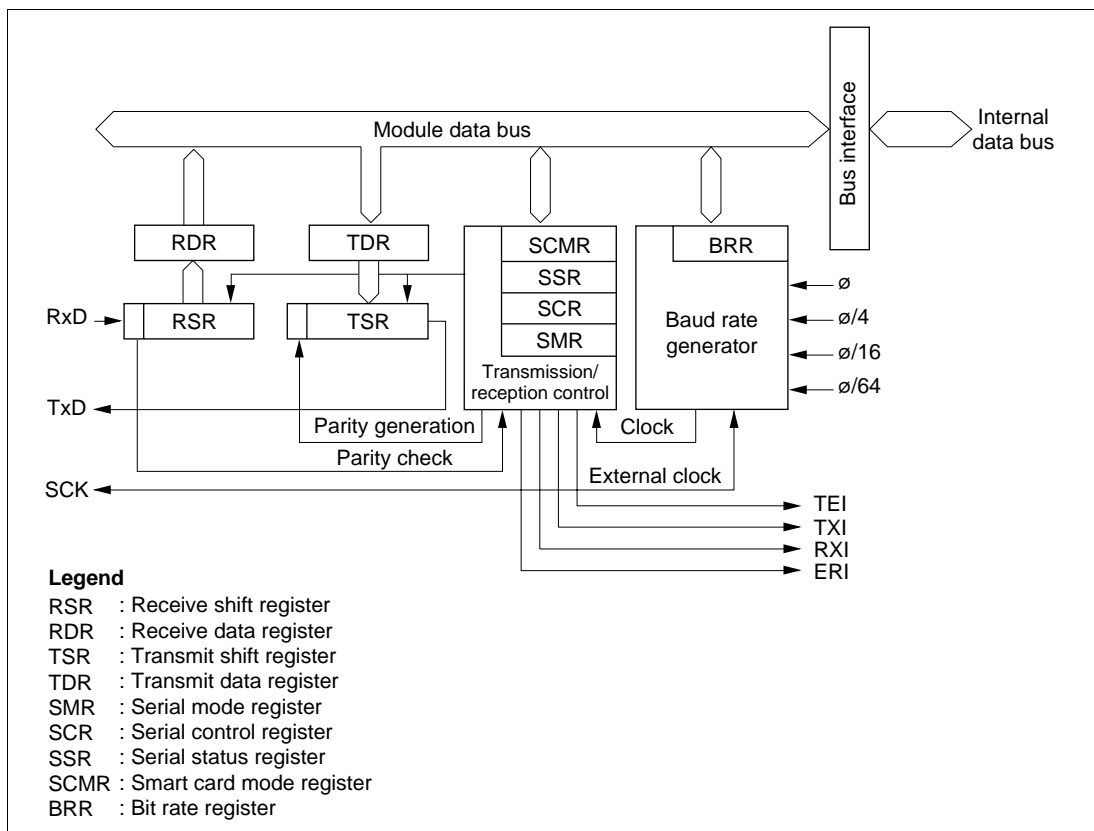 Module data bus
Bus interface
Internal
data bus
RDR
TDR
SCMR
BRR
SSR
SCR
SMR
RxD
RSR
TSR
Baud rate
generator
ø
ø/4
ø/16
ø/64
Transmission/
reception control
TxD
Parity generation
Clock
Parity check
External clock
SCK
TEI
TXI
RXI
ERI
Legend
RSR : Receive shift register
RDR : Receive data register
TSR : Transmit shift register
TDR : Transmit data register
SMR : Serial mode register
SCR : Serial control register
SSR : Serial status register
SCMR : Smart card mode register
BRR : Bit rate register